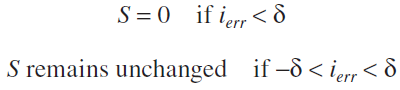 S = 0 if i_err < δ
S remains unchanged if –δ < i_err < δ